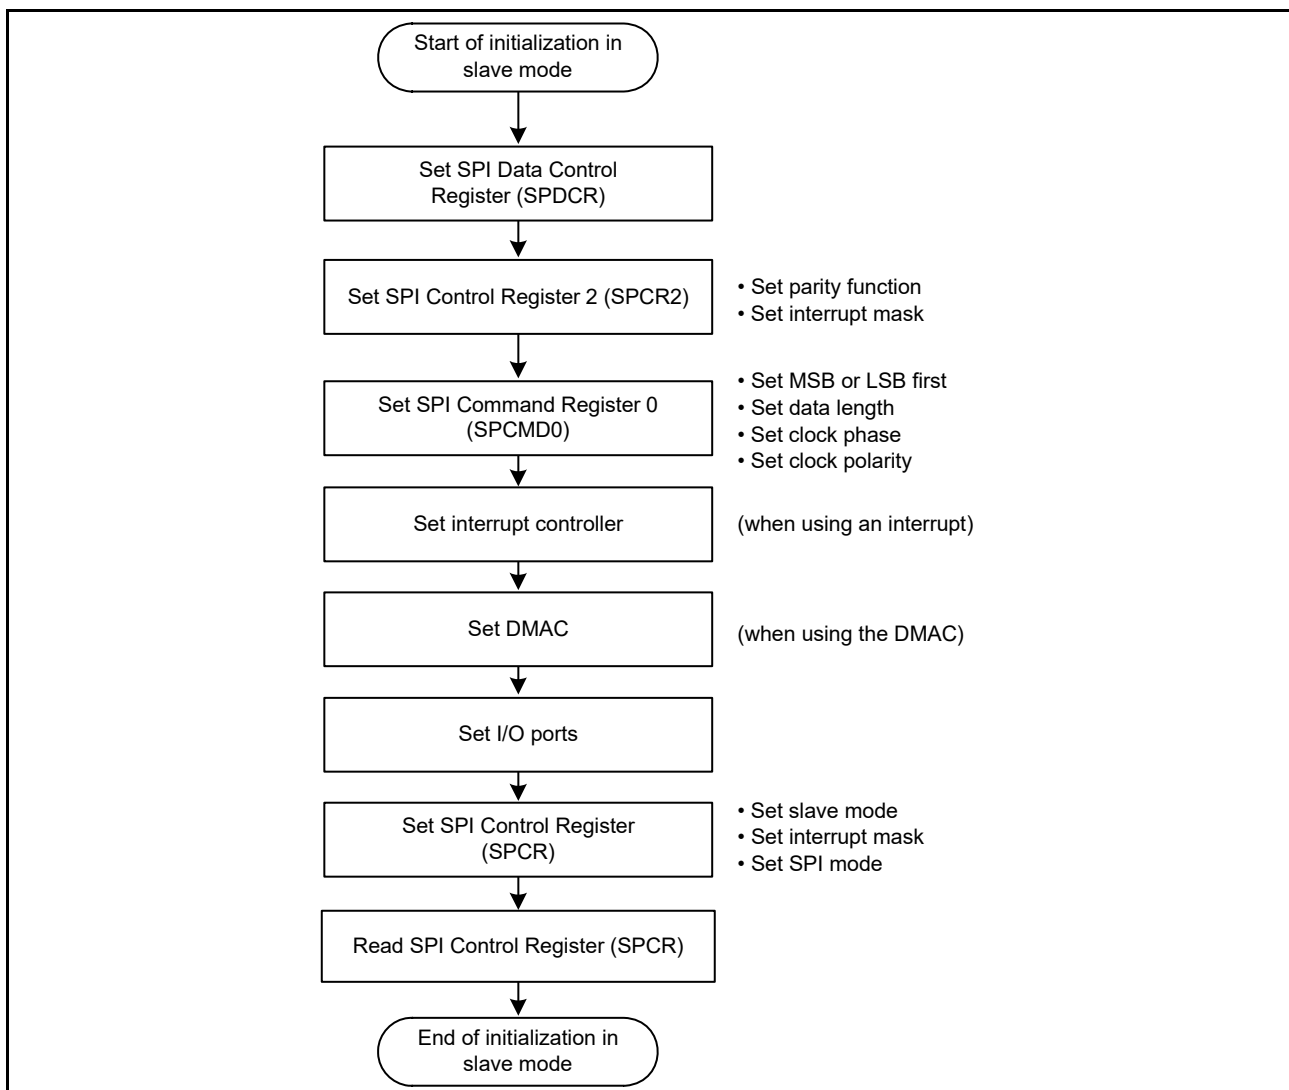 Start of initialization in
slave mode
Set SPI Data Control
Register (SPDCR)
Set SPI Control Register 2 (SPCR2)
• Set parity function
• Set interrupt mask
Set SPI Command Register 0
(SPCMD0)
• Set MSB or LSB first
• Set data length
• Set clock phase
• Set clock polarity
Set interrupt controller
(when using an interrupt)
Set DMAC
(when using the DMAC)
Set I/O ports
Set SPI Control Register
(SPCR)
• Set slave mode
• Set interrupt mask
• Set SPI mode
Read SPI Control Register (SPCR)
End of initialization in
slave mode